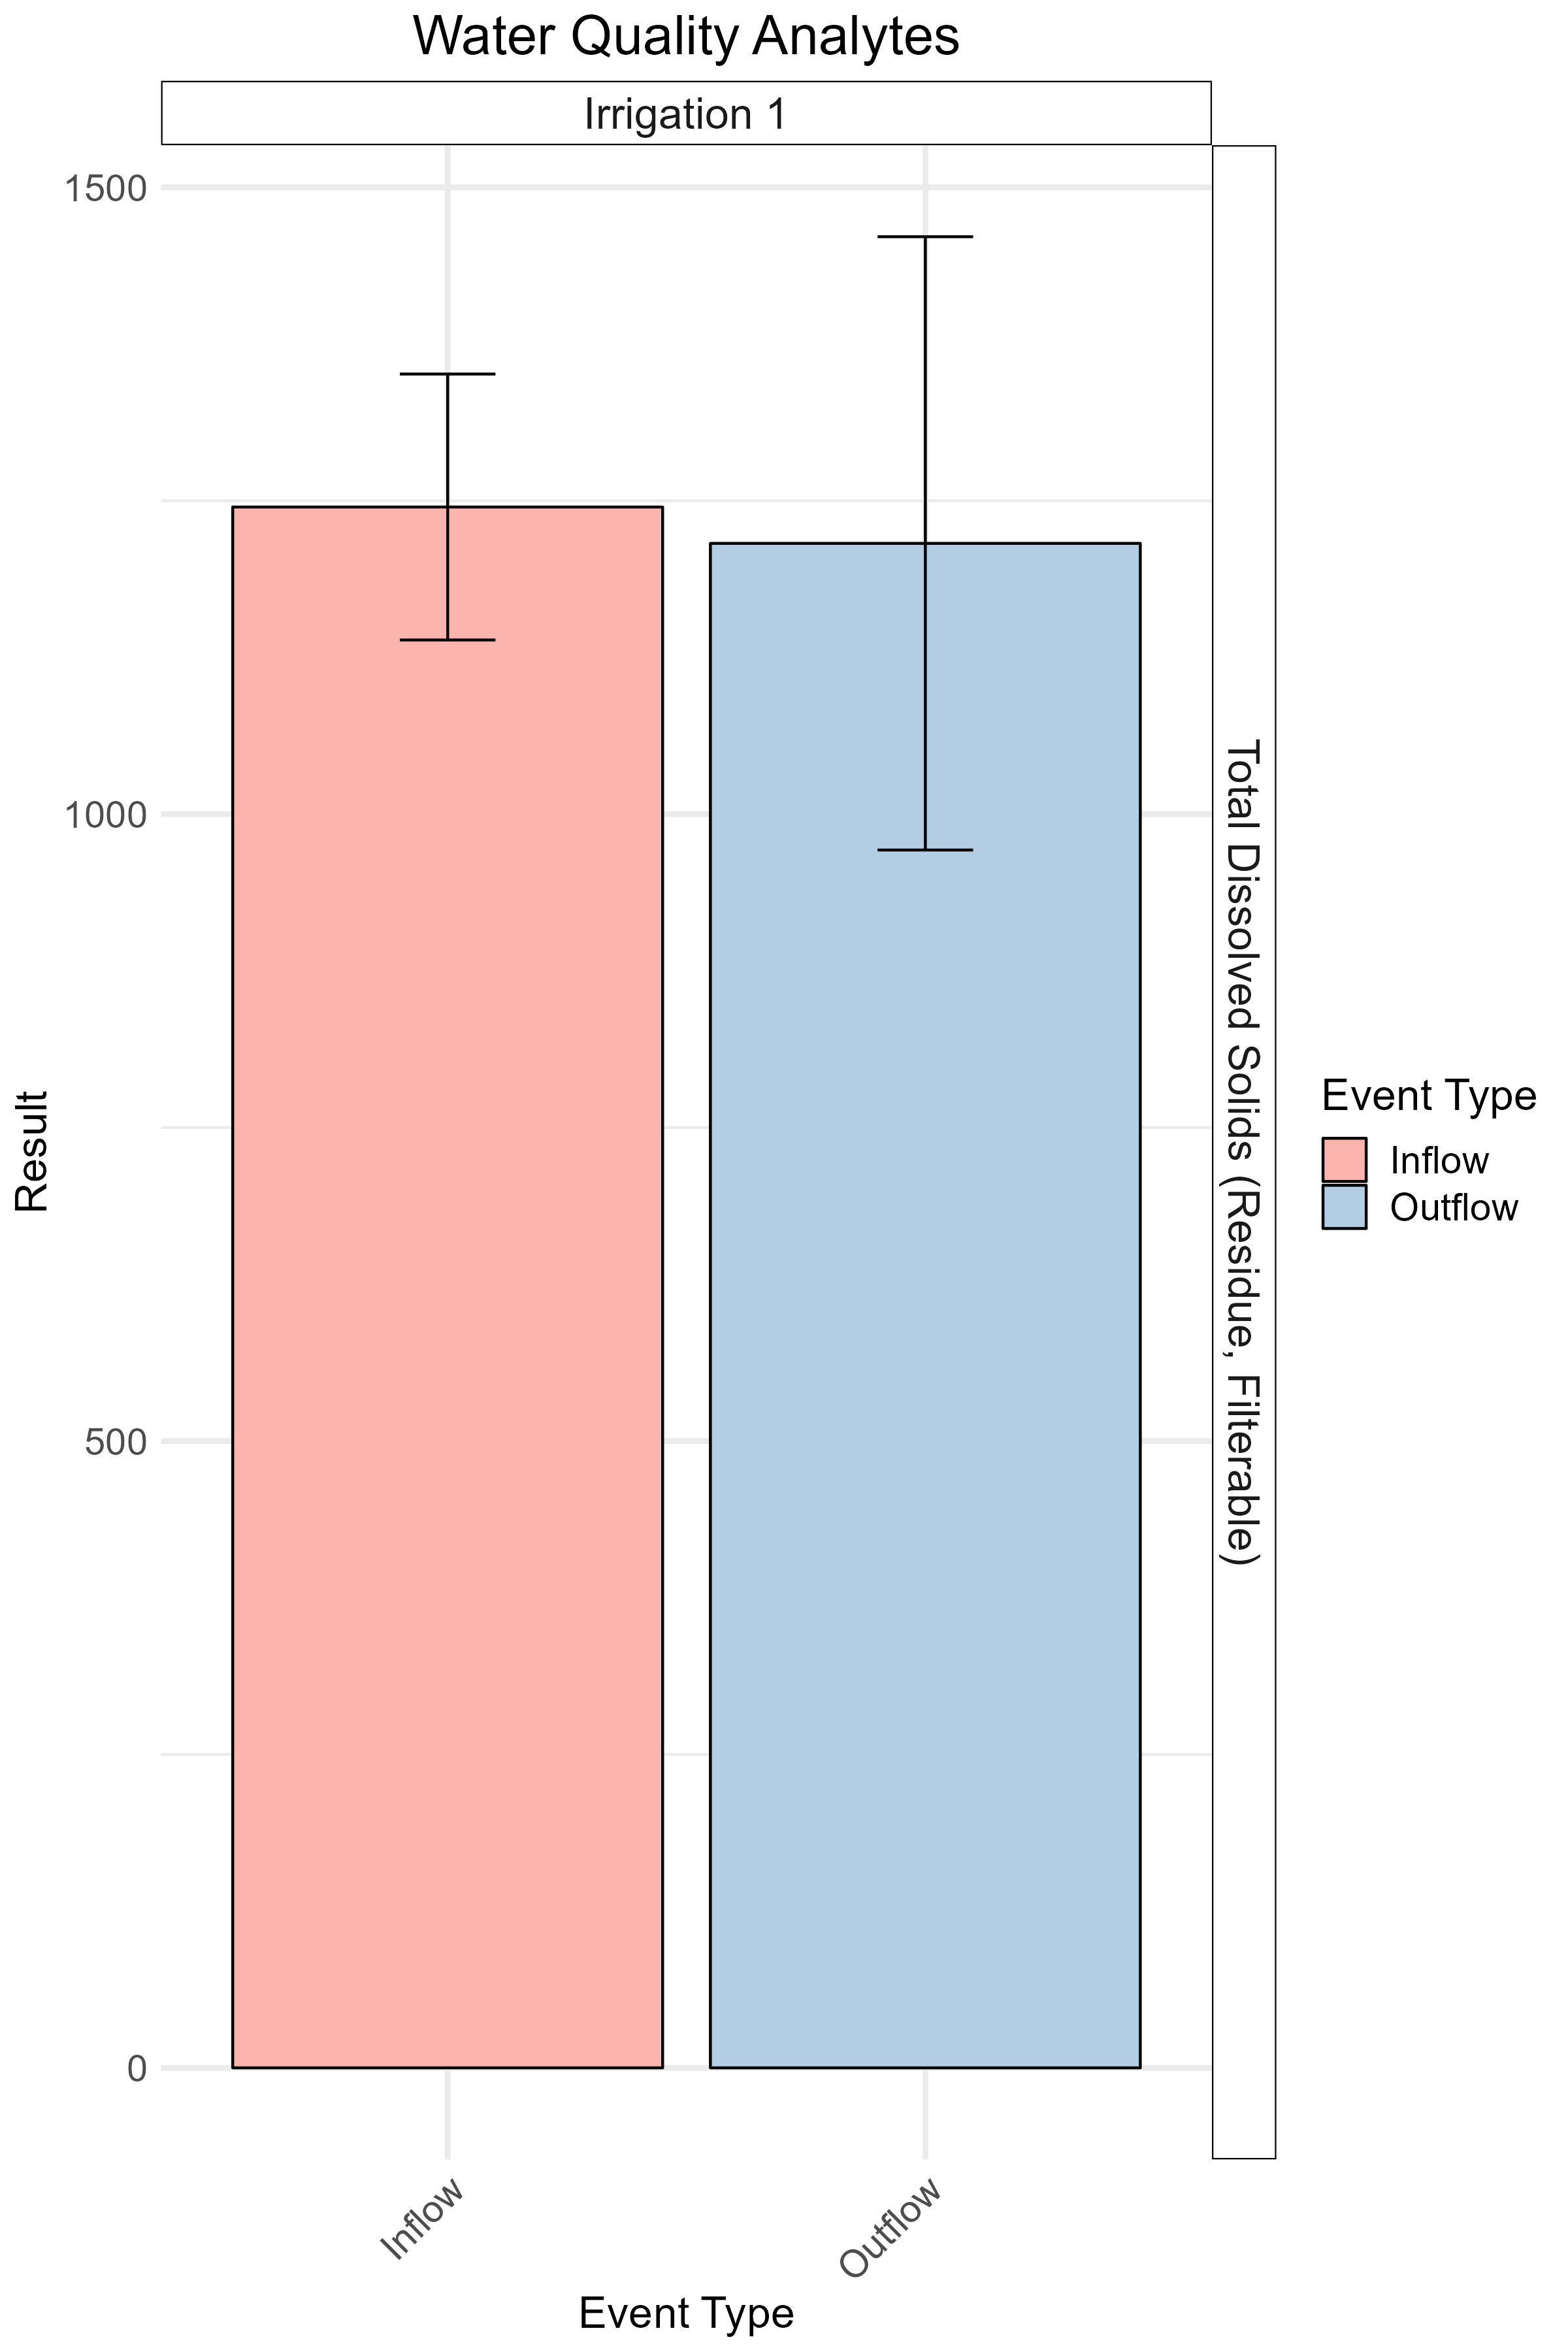 Water Quality Analytes
Irrigation 1
1500
1000
500
0
Result
Total Dissolved Solids (Residue, Filterable)
Event Type
Inflow
Outflow
Inflow
Outflow
Event Type